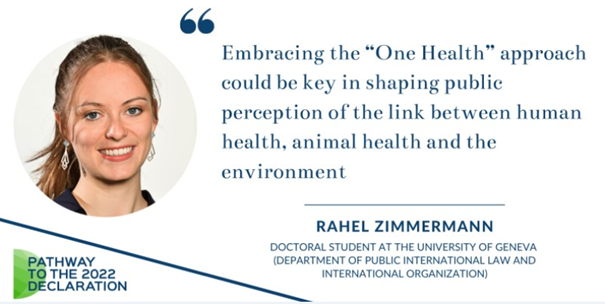 “
Embracing the “One Health” approach
could be key in shaping public
perception of the link between human
health, animal health and the
environment
RAHEL ZIMMERMANN
DOCTORAL STUDENT AT THE UNIVERSITY OF GENEVA
(DEPARTMENT OF PUBLIC INTERNATIONAL LAW AND
INTERNATIONAL ORGANIZATION)
PATHWAY
TO THE 2022
DECLARATION